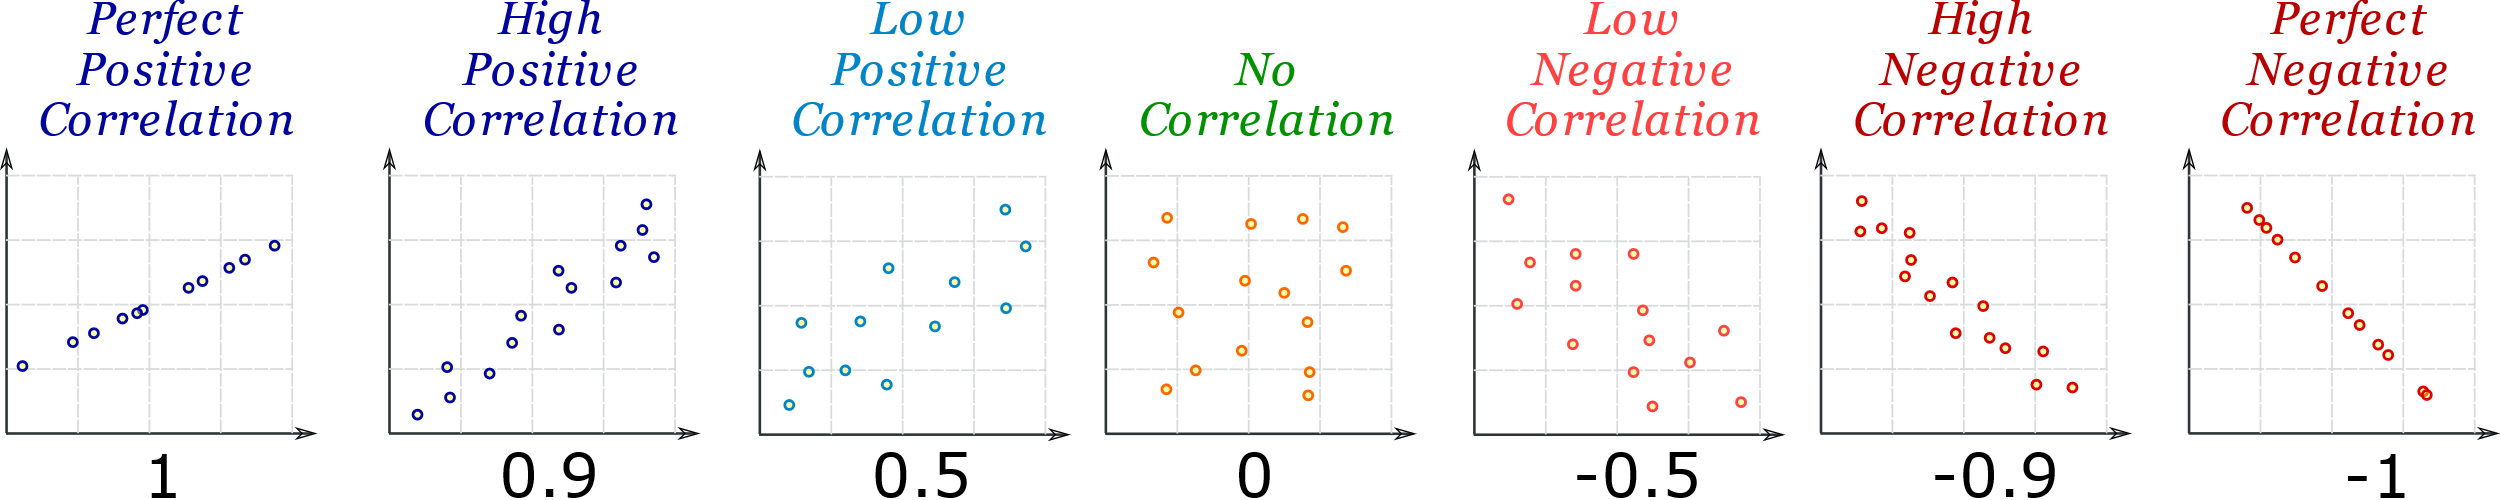 Perfect
Positive
Correlation
High
Positive
Correlation
Low
Positive
Correlation
No
Correlation
Low
Negative
Correlation
High
Negative
Correlation
Perfect
Negative
Correlation
1
0.9
0.5
0
-0.5
-0.9
-1